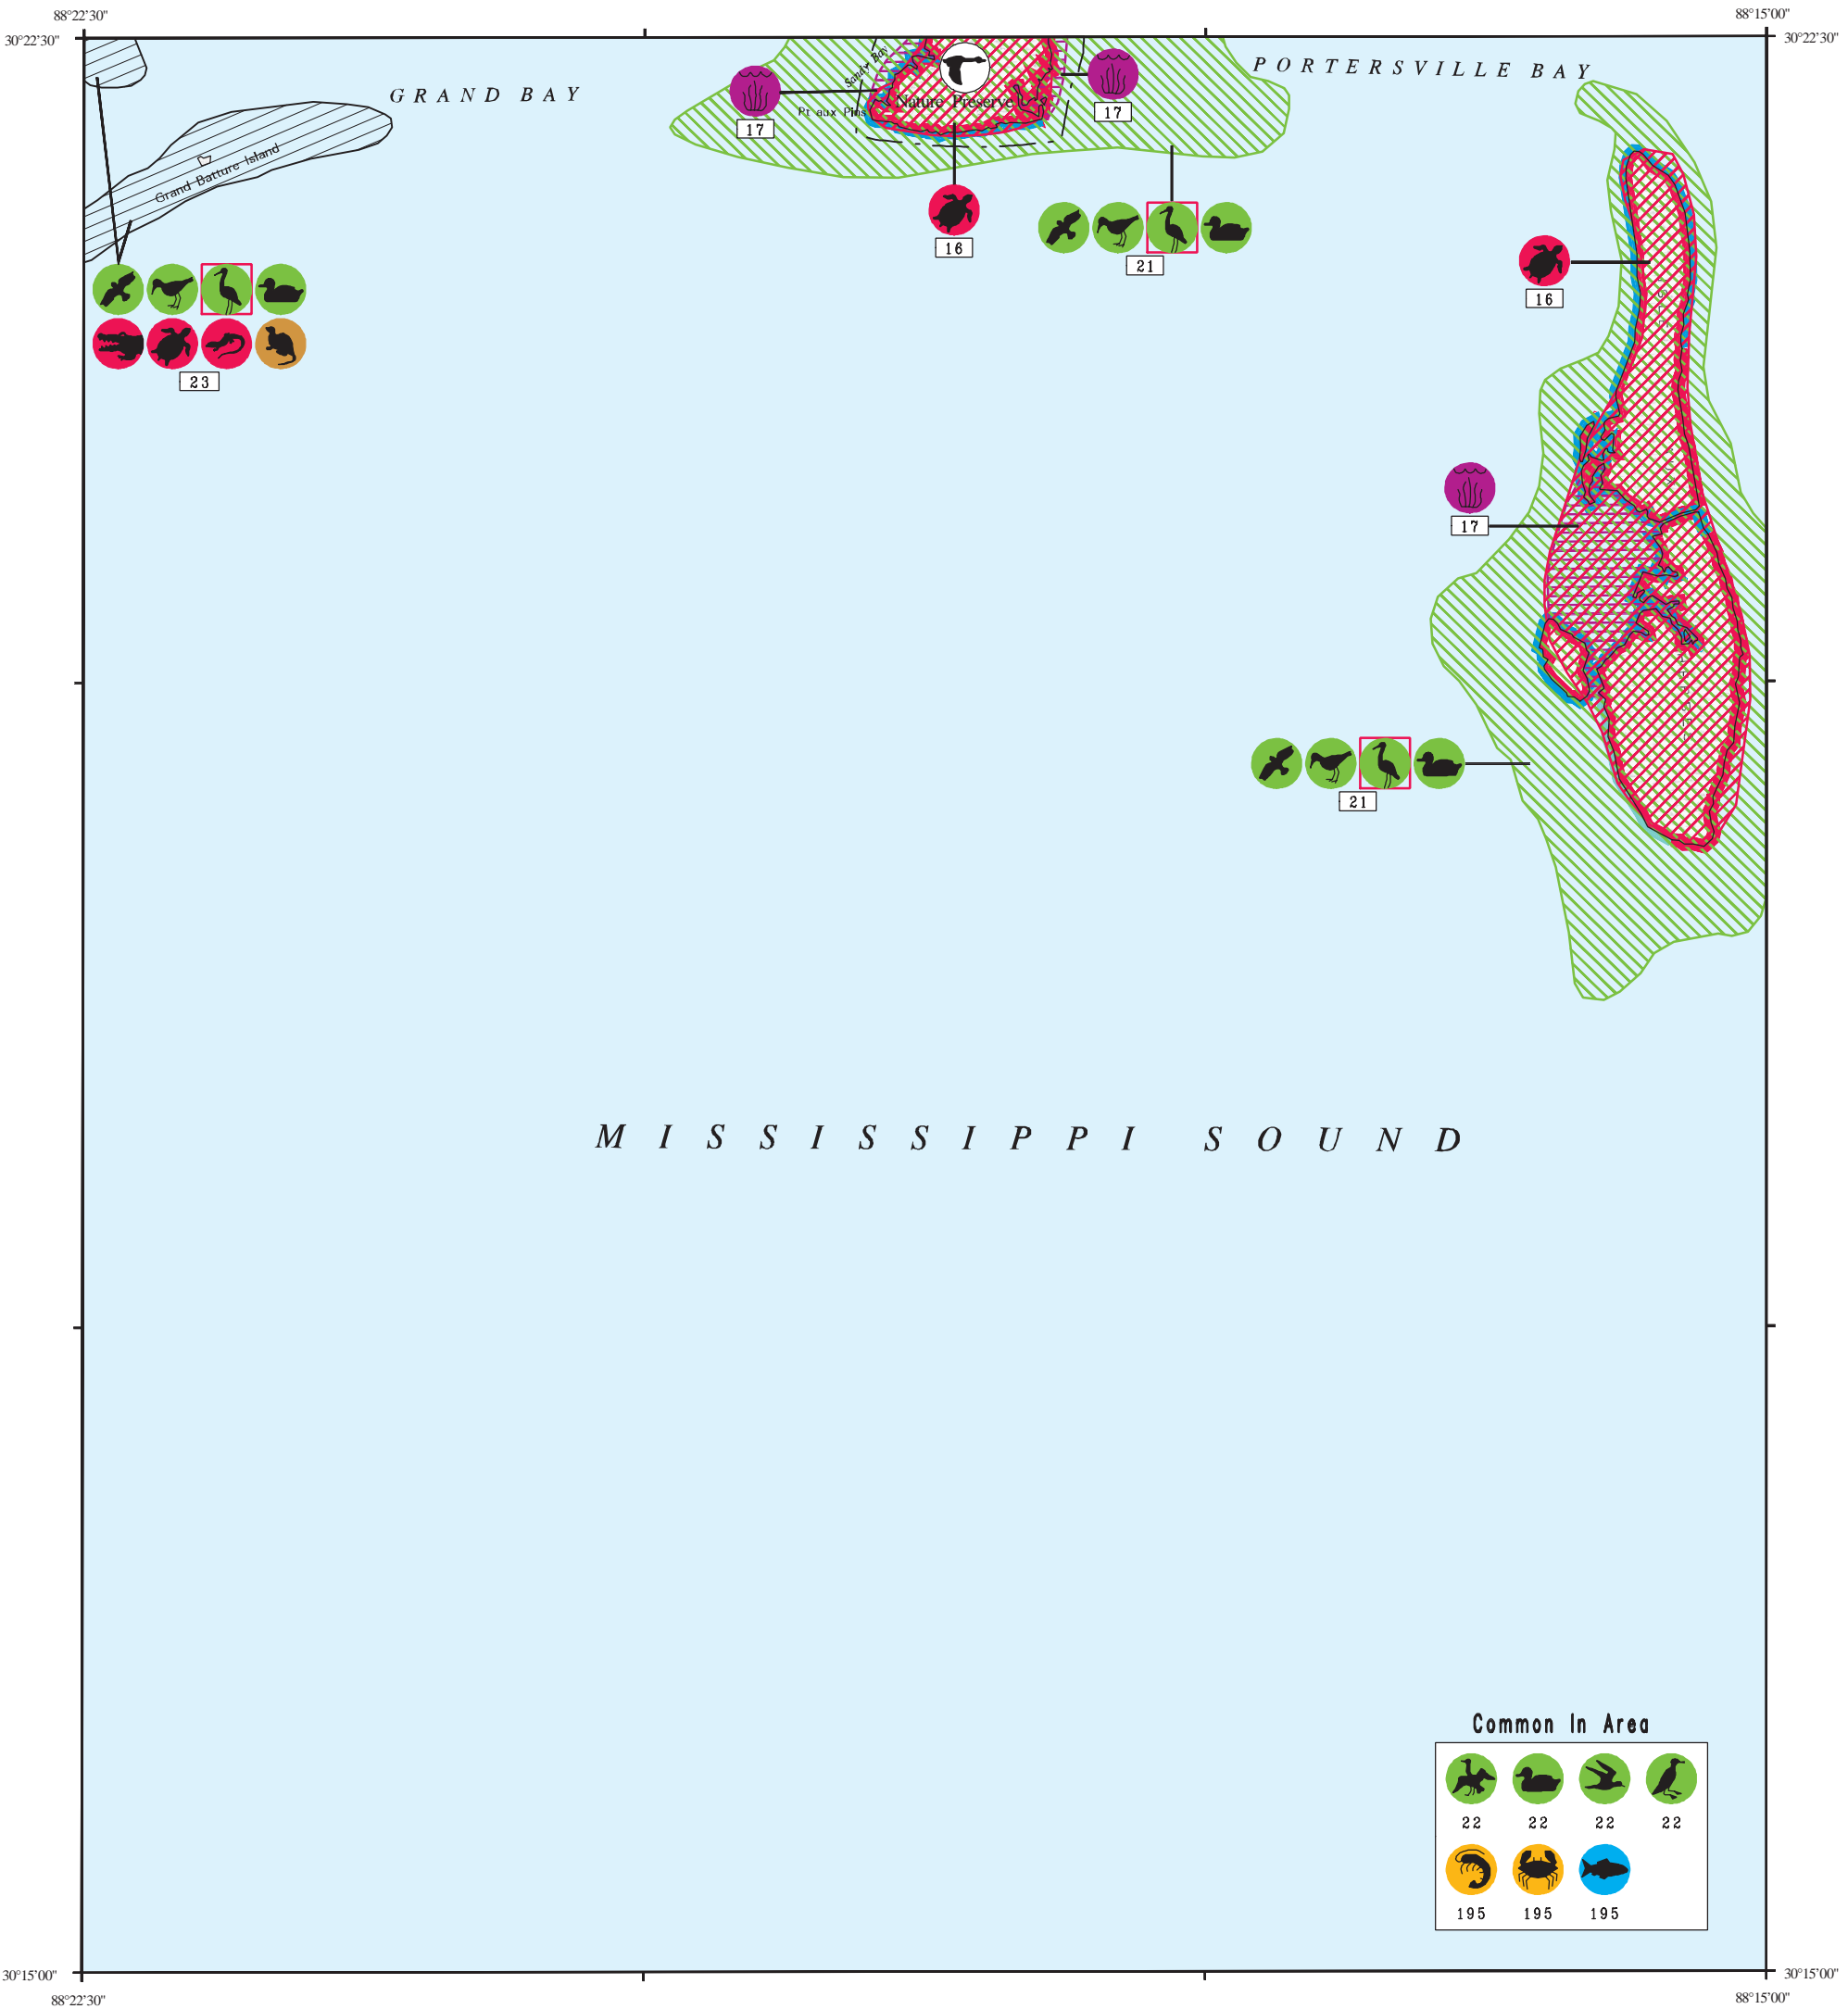 88°22'30"
88°15'00"
30°22'30"
30°22'30"
GRAND BAY
Sandy Bay
PORTERSVILLE BAY
Nature Preserve
Pt aux Pins
17
17
Grand Batture Island
16
21
16
23
17
21
MISSISSIPPI SOUND
Common In Area
22 22 22 22
195 195 195
30°15'00"
30°15'00"
88°22'30"
88°15'00"